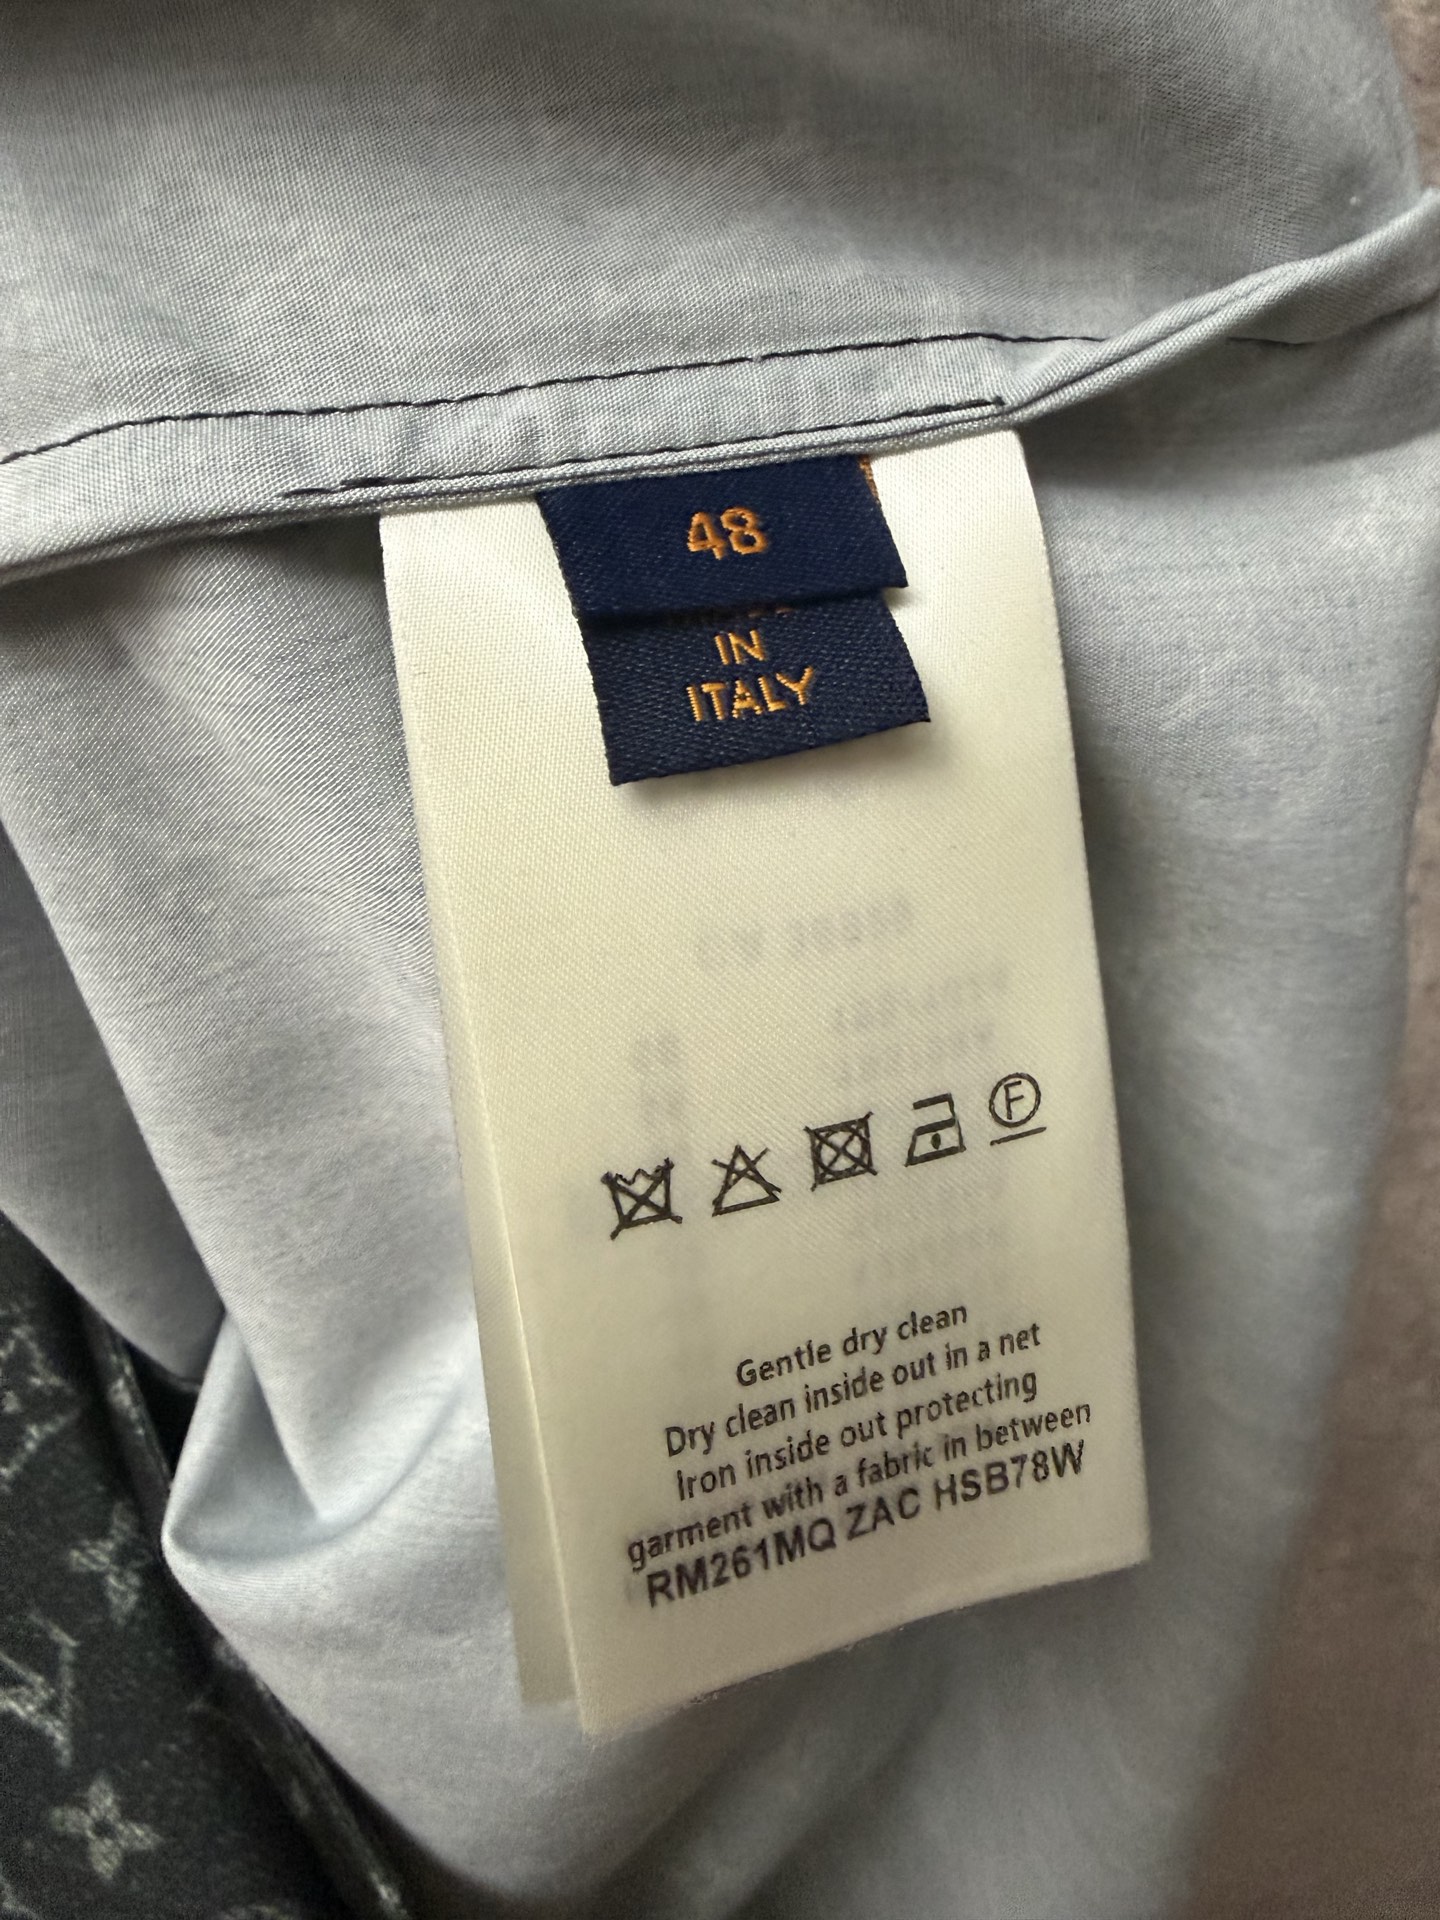 48
IN
ITALY
F
Gentle dry clean
Dry clean inside out in a net
Iron inside out protecting
garment with a fabric in between
RM261MQ ZAC HSB78W